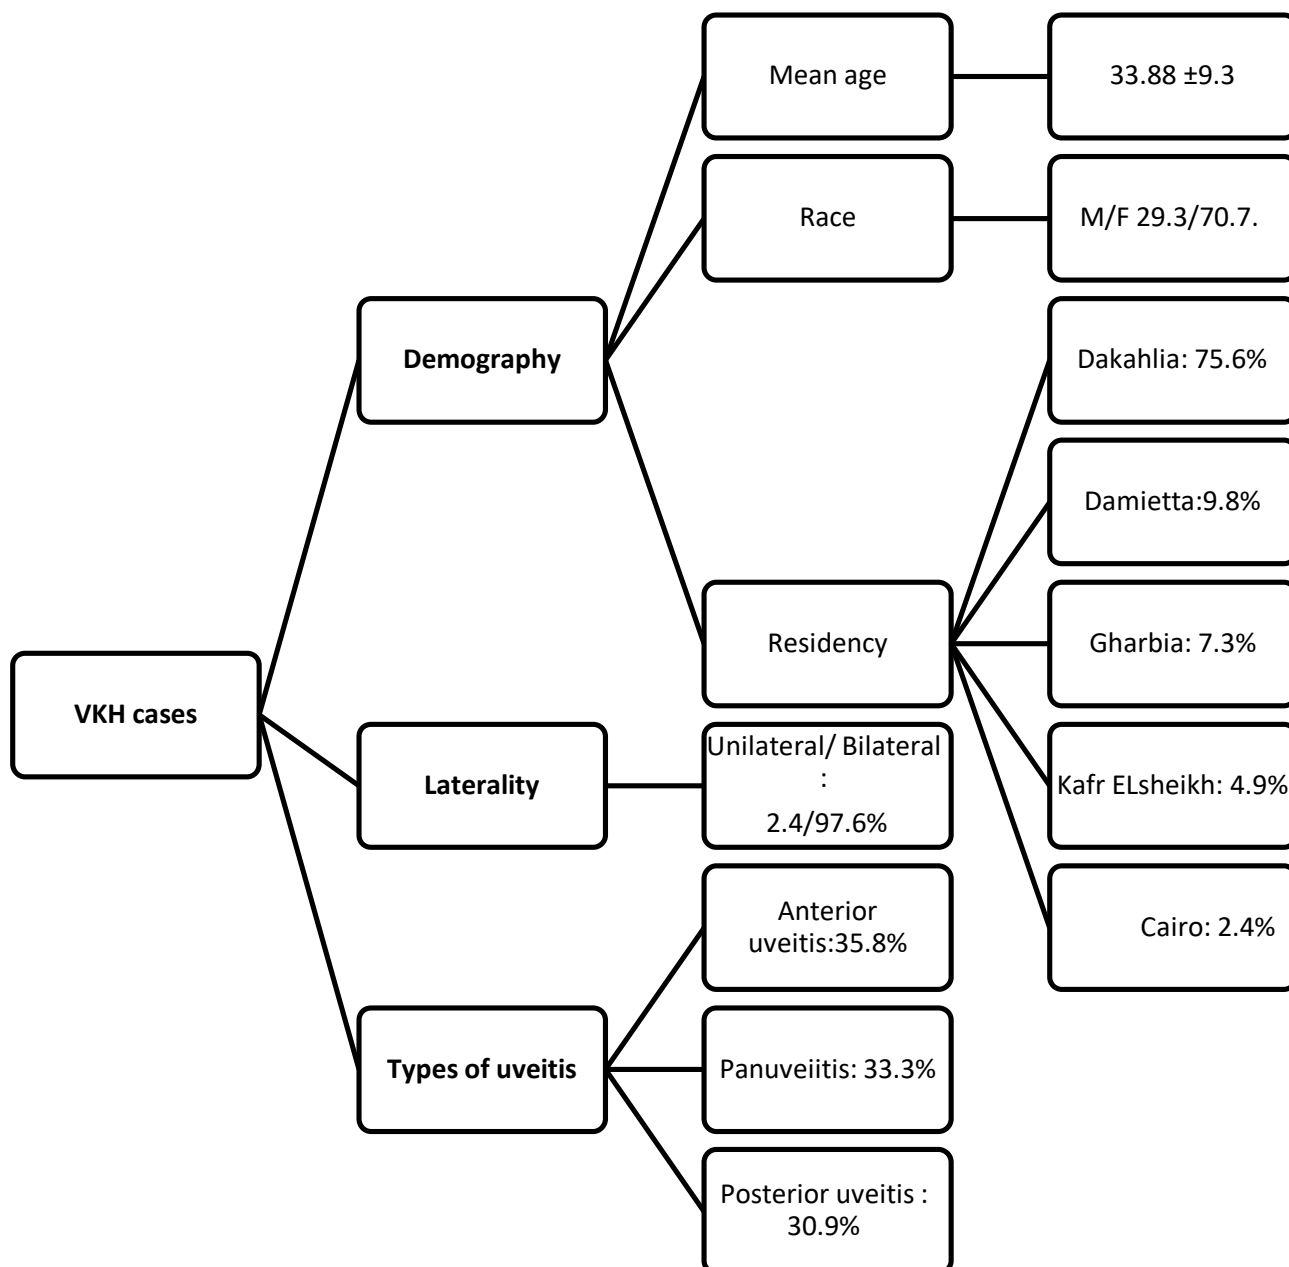 VKH cases
Demography
Mean age
33.88 ±9.3
Race
M/F 29.3/70.7.
Residency
Dakahlia: 75.6%
Damietta:9.8%
Gharbia: 7.3%
Kafr ELsheikh: 4.9%
Cairo: 2.4%
Laterality
Unilateral/ Bilateral
:
2.4/97.6%
Types of uveitis
Anterior
uveitis:35.8%
Panuveiitis: 33.3%
Posterior uveitis :
30.9%